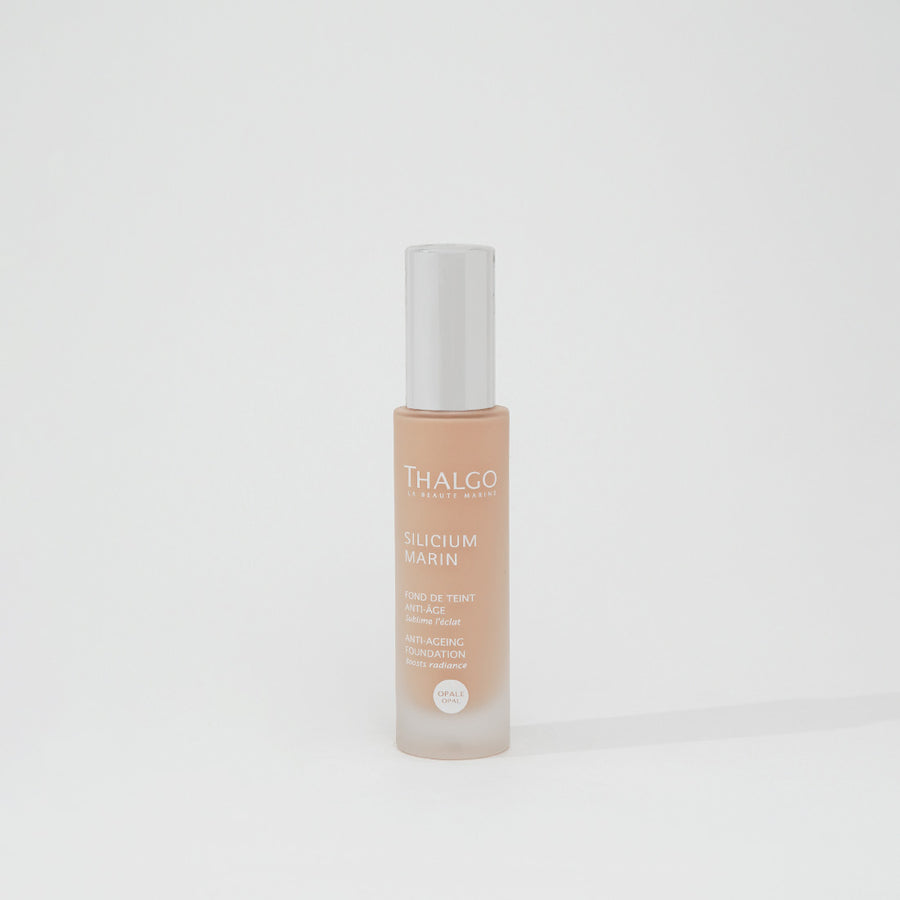 THALGO
LA BEAUTÉ MARINE
SILICIUM
MARIN
FOND DE TEINT
ANTI-ÂGE
Sublime l'éclat
ANTI-AGEING
FOUNDATION
Boosts radiance
OPALE
OPAL